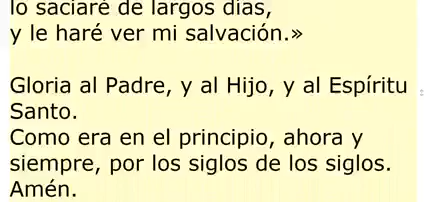 lo saciaré de largos días,
y le haré ver mi salvación.»
Gloria al Padre, y al Hijo, y al Espíritu
Santo.
Como era en el principio, ahora y
siempre, por los siglos de los siglos.
Amén.